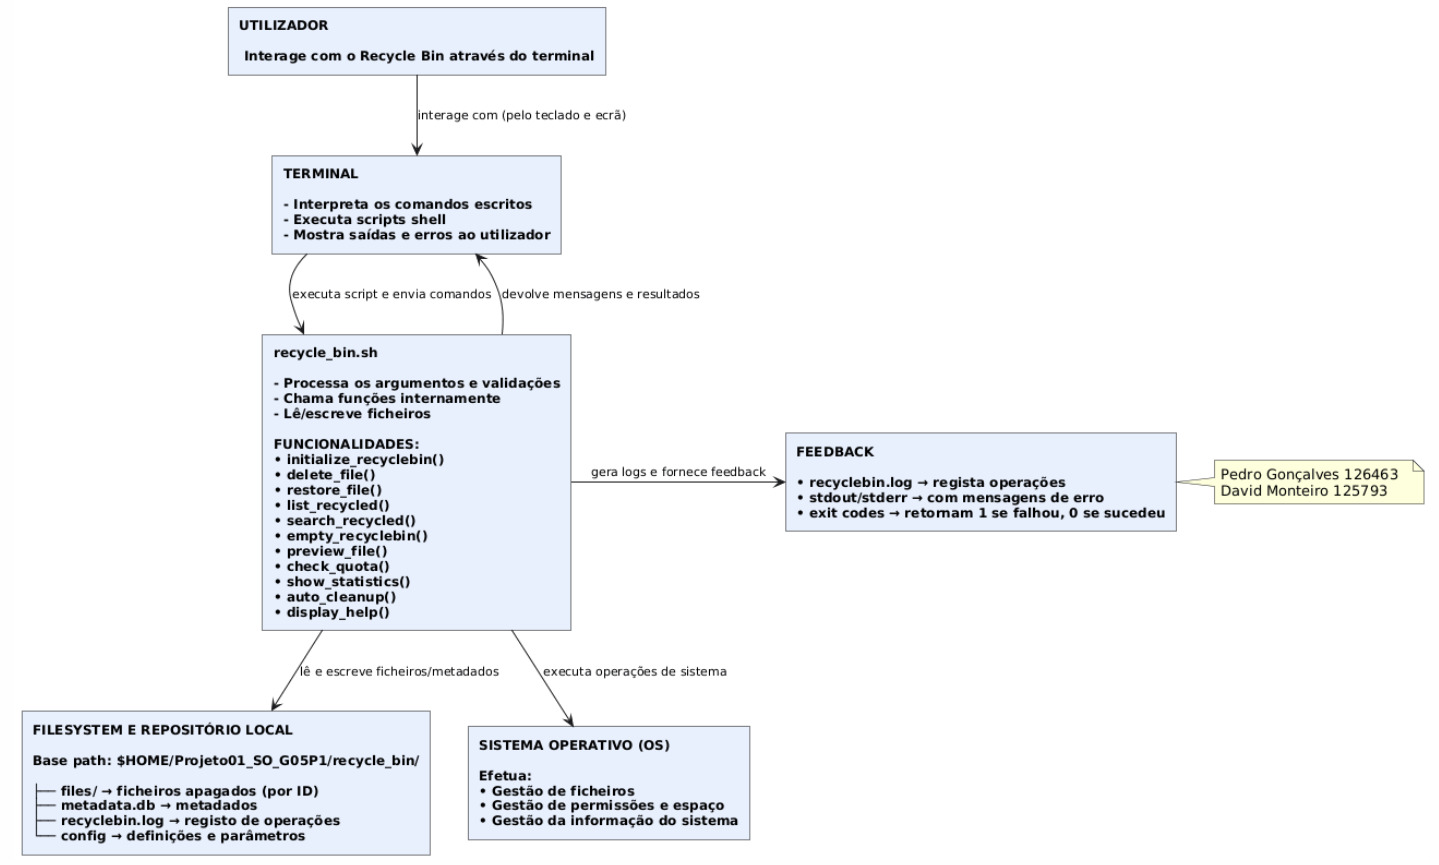 UTILIZADOR
Interage com o Recycle Bin através do terminal
interage com (pelo teclado e ecrã)
TERMINAL
- Interpreta os comandos escritos
- Executa scripts shell
- Mostra saídas e erros ao utilizador
executa script e envia comandos
devolve mensagens e resultados
recycle_bin.sh
- Processa os argumentos e validações
- Chama funções internamente
- Lê/escreve ficheiros
FUNCIONALIDADES:
• initialize_recyclebin()
• delete_file()
• restore_file()
• list_recycled()
• search_recycled()
• empty_recyclebin()
• preview_file()
• check_quota()
• show_statistics()
• auto_cleanup()
• display_help()
gera logs e fornece feedback
FEEDBACK
• recyclebin.log → regista operações
• stdout/stderr → com mensagens de erro
• exit codes → retornam 1 se falhou, 0 se sucedeu
Pedro Gonçalves 126463
David Monteiro 125793
lê e escreve ficheiros/metadados
executa operações de sistema
FILESYSTEM E REPOSITÓRIO LOCAL
Base path: $HOME/Projeto01_SO_G05P1/recycle_bin/
├── files/ → ficheiros apagados (por ID)
├── metadata.db → metadados
├── recyclebin.log → registo de operações
└── config → definições e parâmetros
SISTEMA OPERATIVO (OS)
Efetua:
• Gestão de ficheiros
• Gestão de permissões e espaço
• Gestão da informação do sistema